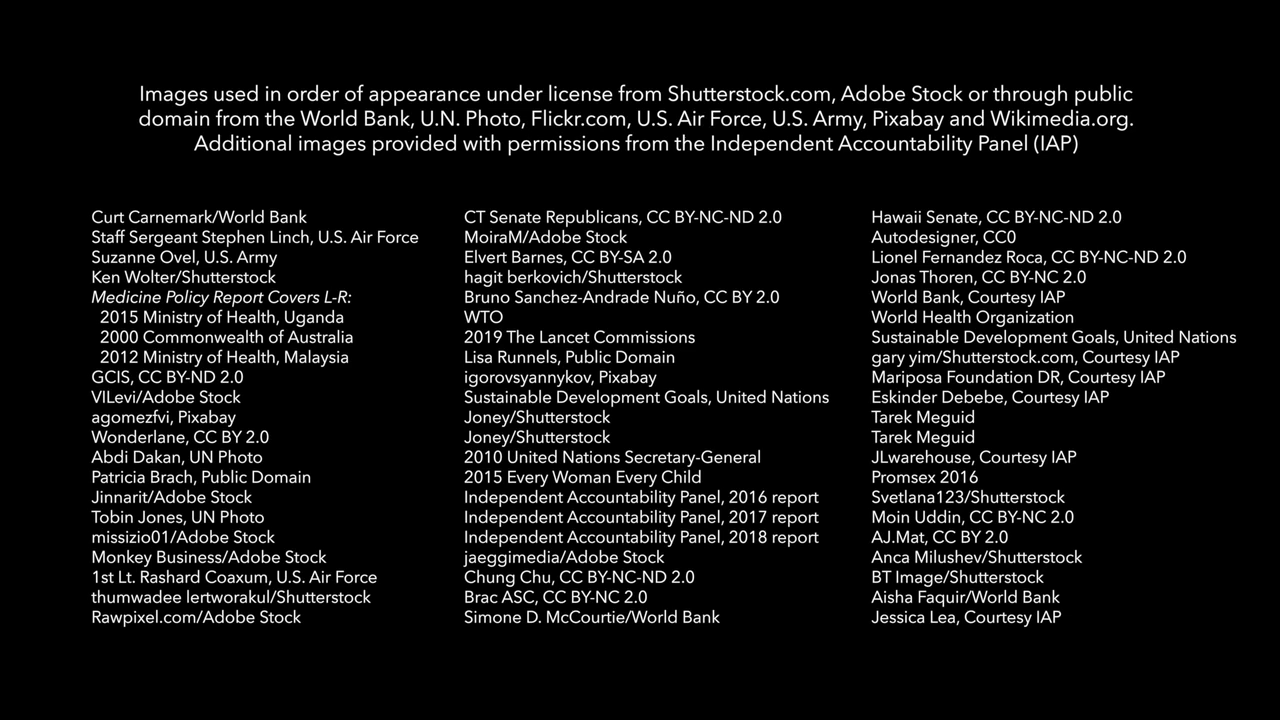 Images used in order of appearance under license from Shutterstock.com, Adobe Stock or through public
domain from the World Bank, U.N. Photo, Flickr.com, U.S. Air Force, U.S. Army, Pixabay and Wikimedia.org.
Additional images provided with permissions from the Independent Accountability Panel (IAP)
Curt Carnemark/World Bank
Staff Sergeant Stephen Linch, U.S. Air Force
Suzanne Ovel, U.S. Army
Ken Wolter/Shutterstock
Medicine Policy Report Covers L-R:
2015 Ministry of Health, Uganda
2000 Commonwealth of Australia
2012 Ministry of Health, Malaysia
GCIS, CC BY-ND 2.0
VILevi/Adobe Stock
agomezfvi, Pixabay
Wonderlane, CC BY 2.0
Abdi Dakan, UN Photo
Patricia Brach, Public Domain
Jinnarit/Adobe Stock
Tobin Jones, UN Photo
missizio01/Adobe Stock
Monkey Business/Adobe Stock
1st Lt. Rashard Coaxum, U.S. Air Force
thumwadee lertworakul/Shutterstock
Rawpixel.com/Adobe Stock
CT Senate Republicans, CC BY-NC-ND 2.0
MoiraM/Adobe Stock
Elvert Barnes, CC BY-SA 2.0
hagit berkovich/Shutterstock
Bruno Sanchez-Andrade Nuño, CC BY 2.0
WTO
2019 The Lancet Commissions
Lisa Runnels, Public Domain
igorovsyannykov, Pixabay
Sustainable Development Goals, United Nations
Joney/Shutterstock
Joney/Shutterstock
2010 United Nations Secretary-General
2015 Every Woman Every Child
Independent Accountability Panel, 2016 report
Independent Accountability Panel, 2017 report
Independent Accountability Panel, 2018 report
jaeggimedia/Adobe Stock
Chung Chu, CC BY-NC-ND 2.0
Brac ASC, CC BY-NC 2.0
Simone D. McCourtie/World Bank
Hawaii Senate, CC BY-NC-ND 2.0
Autodesigner, CC0
Lionel Fernandez Roca, CC BY-NC-ND 2.0
Jonas Thoren, CC BY-NC 2.0
World Bank, Courtesy IAP
World Health Organization
Sustainable Development Goals, United Nations
gary yim/Shutterstock.com, Courtesy IAP
Mariposa Foundation DR, Courtesy IAP
Eskinder Debebe, Courtesy IAP
Tarek Meguid
Tarek Meguid
JLwarehouse, Courtesy IAP
Promsex 2016
Svetlana123/Shutterstock
Moin Uddin, CC BY-NC 2.0
AJ.Mat, CC BY 2.0
Anca Milushev/Shutterstock
BT Image/Shutterstock
Aisha Faquir/World Bank
Jessica Lea, Courtesy IAP